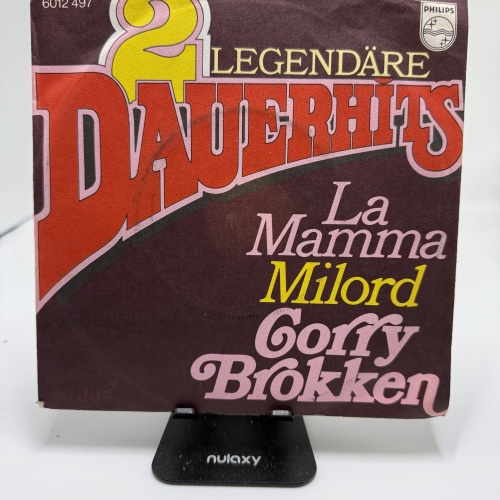 6012 497
PHILIPS
2 LEGENDÄRE
DAUERHITS
La
Mamma
Milord
Corry
Brokken
nulaxy